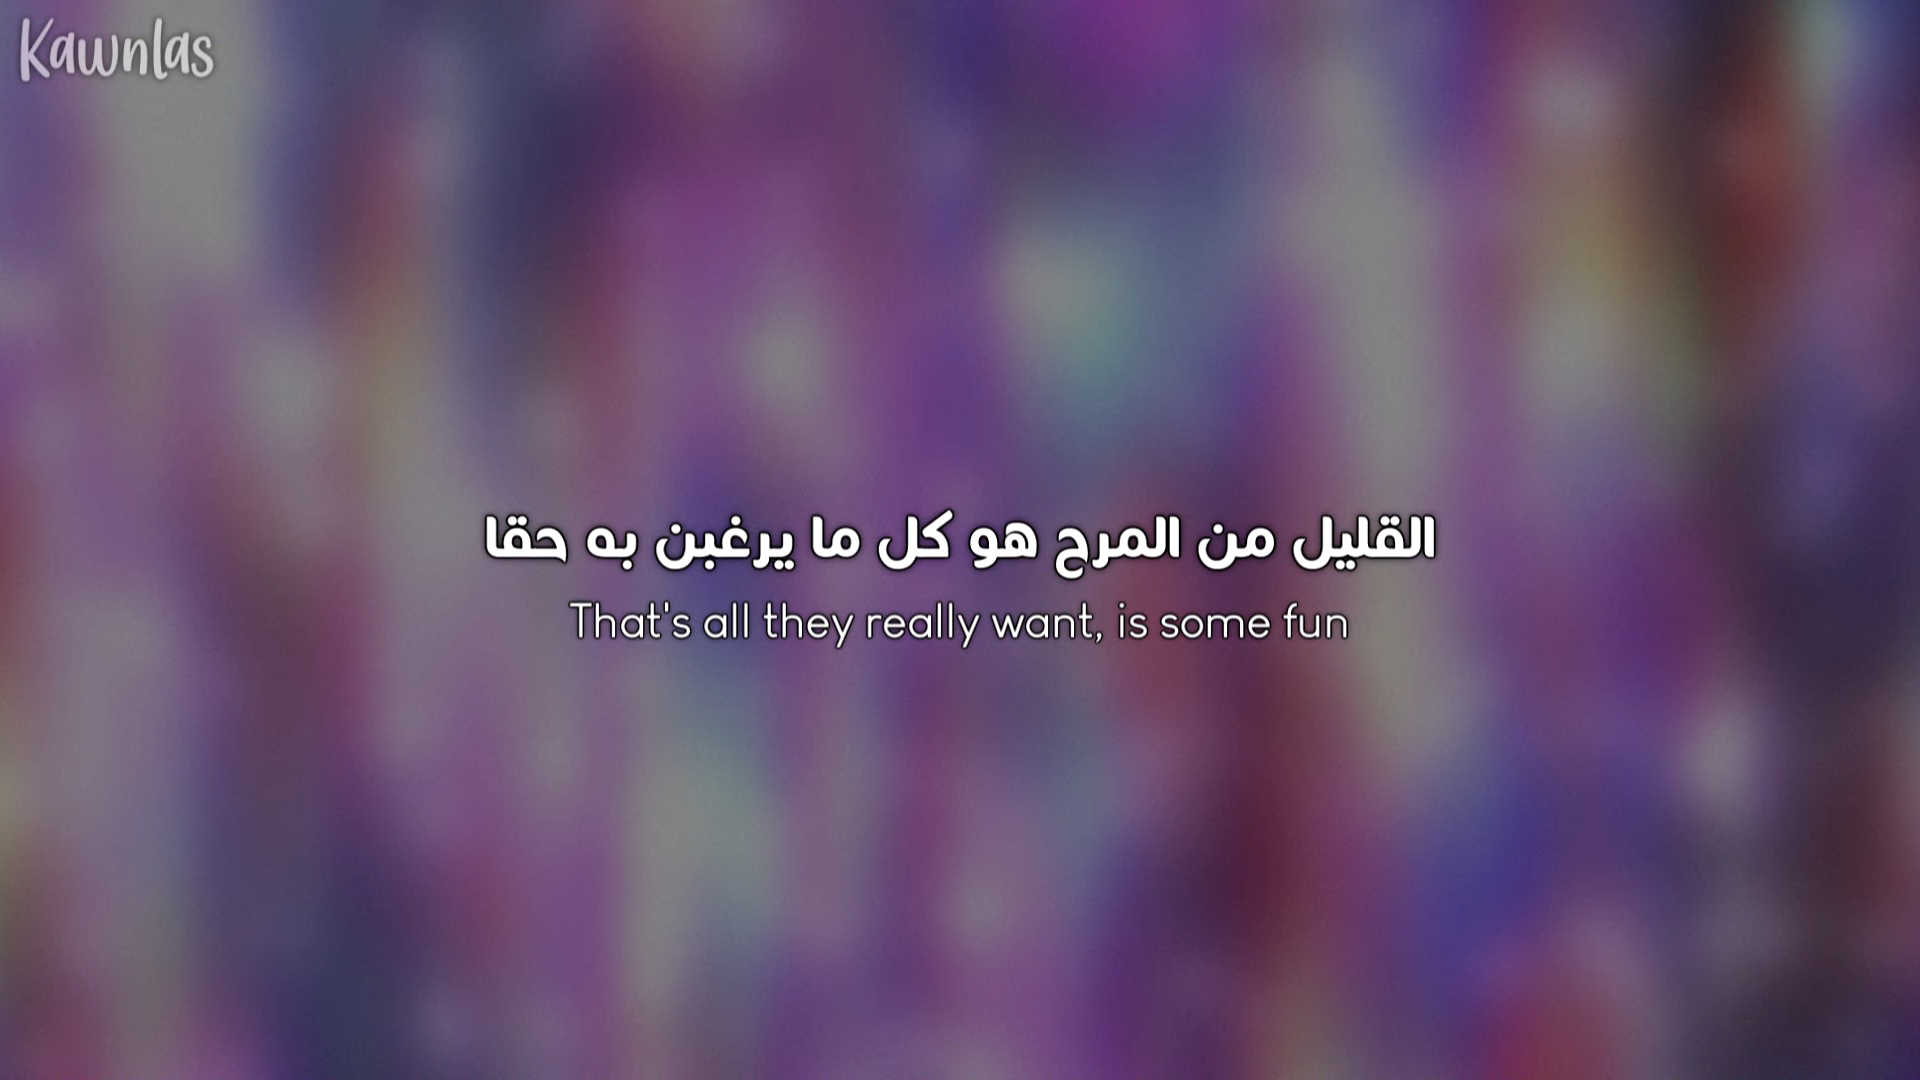 Kawnlas
القليل من المرح هو كل ما يرغبن به حقا
That's all they really want, is some fun